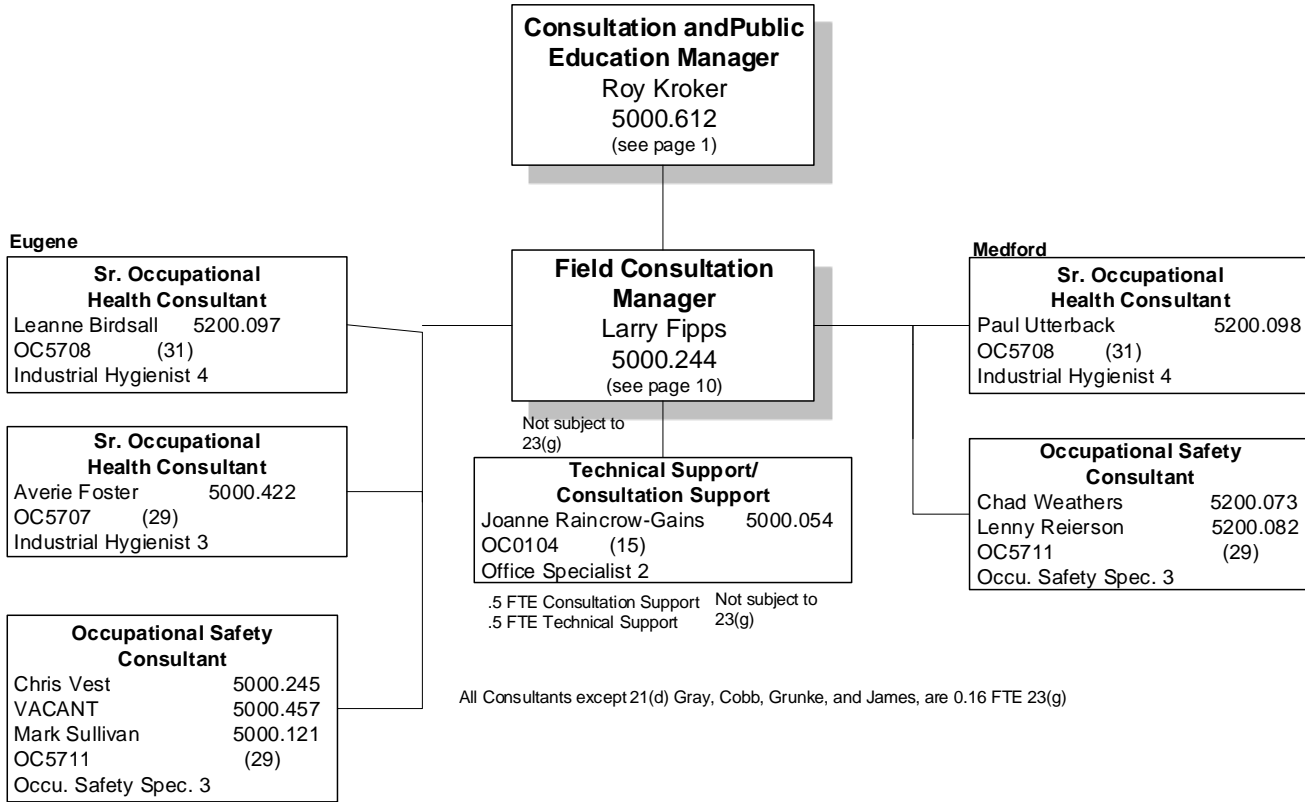 Consultation andPublic
Education Manager
Roy Kroker
5000.612
(see page 1)
Eugene
Sr. Occupational
Health Consultant
Leanne Birdsall 5200.097
OC5708 (31)
Industrial Hygienist 4
Sr. Occupational
Health Consultant
Averie Foster 5000.422
OC5707 (29)
Industrial Hygienist 3
Occupational Safety
Consultant
Chris Vest 5000.245
VACANT 5000.457
Mark Sullivan 5000.121
OC5711 (29)
Occu. Safety Spec. 3
Field Consultation
Manager
Larry Fipps
5000.244
(see page 10)
Not subject to
23(g)
Technical Support/
Consultation Support
Joanne Raincrow-Gains 5000.054
OC0104 (15)
Office Specialist 2
.5 FTE Consultation Support
.5 FTE Technical Support
Not subject to
23(g)
Medford
Sr. Occupational
Health Consultant
Paul Utterback 5200.098
OC5708 (31)
Industrial Hygienist 4
Occupational Safety
Consultant
Chad Weathers 5200.073
Lenny Reierson 5200.082
OC5711 (29)
Occu. Safety Spec. 3
All Consultants except 21(d) Gray, Cobb, Grunke, and James, are 0.16 FTE 23(g)